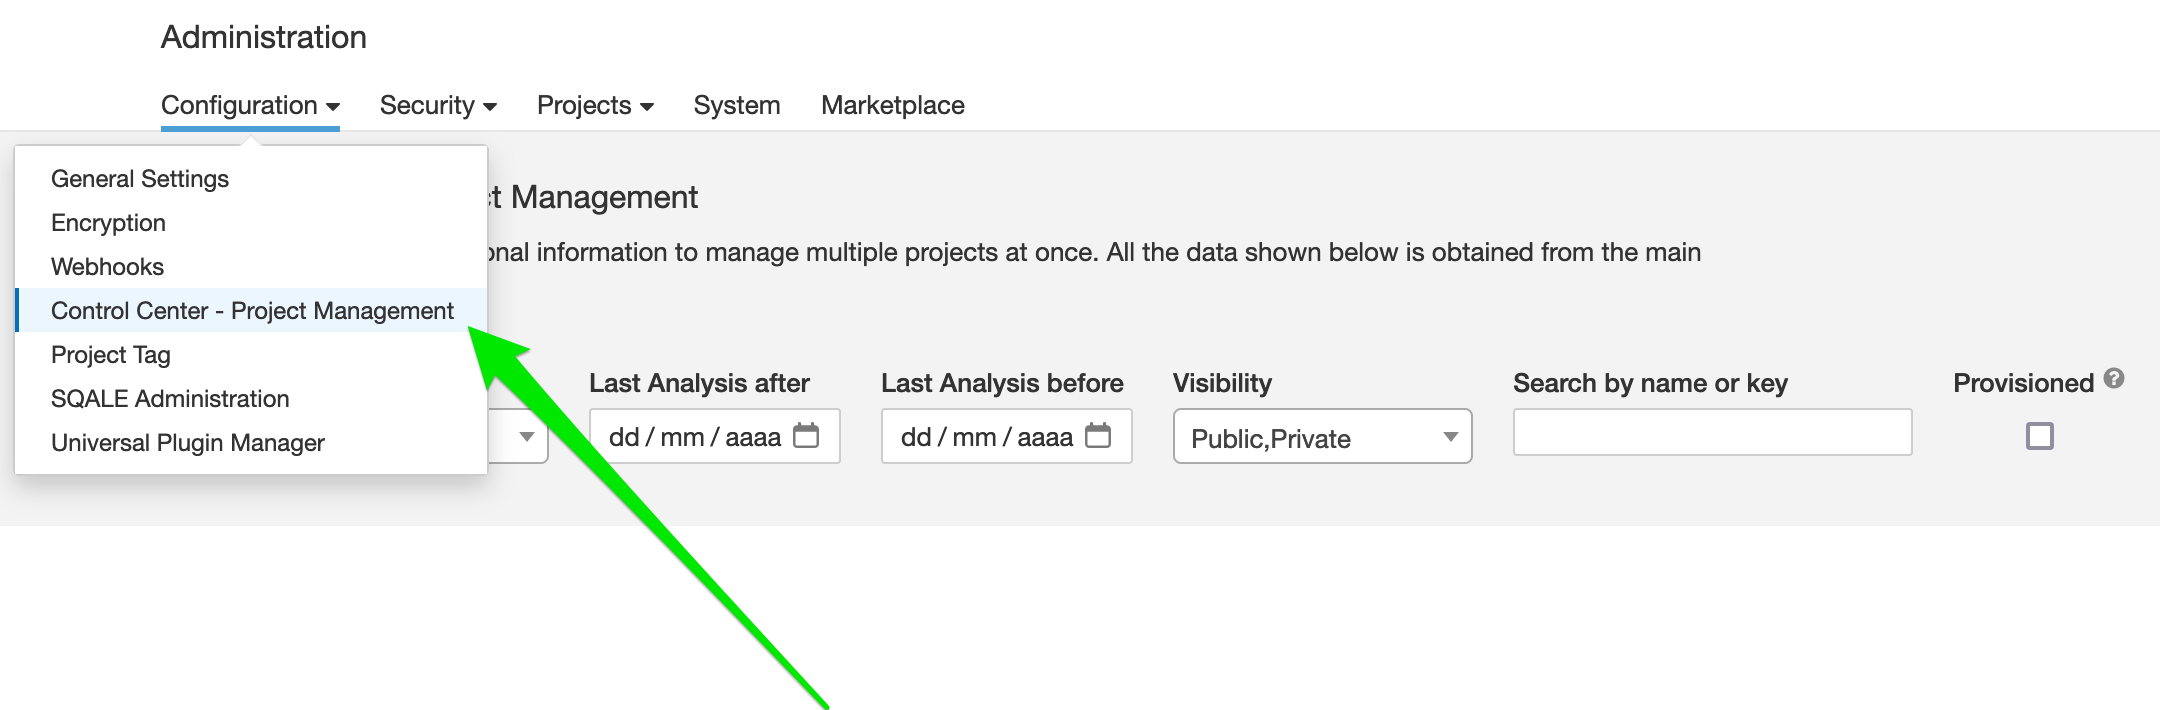 Administration
Configuration Security Projects System Marketplace
General Settings
Encryption
Webhooks
Control Center - Project Management
Project Tag
SQALE Administration
Universal Plugin Manager
Management
information to manage multiple projects at once. All the data shown below is obtained from the main
Last Analysis after
dd / mm / aaaa
Last Analysis before
dd / mm / aaaa
Visibility
Public,Private
Search by name or key
Provisioned ?